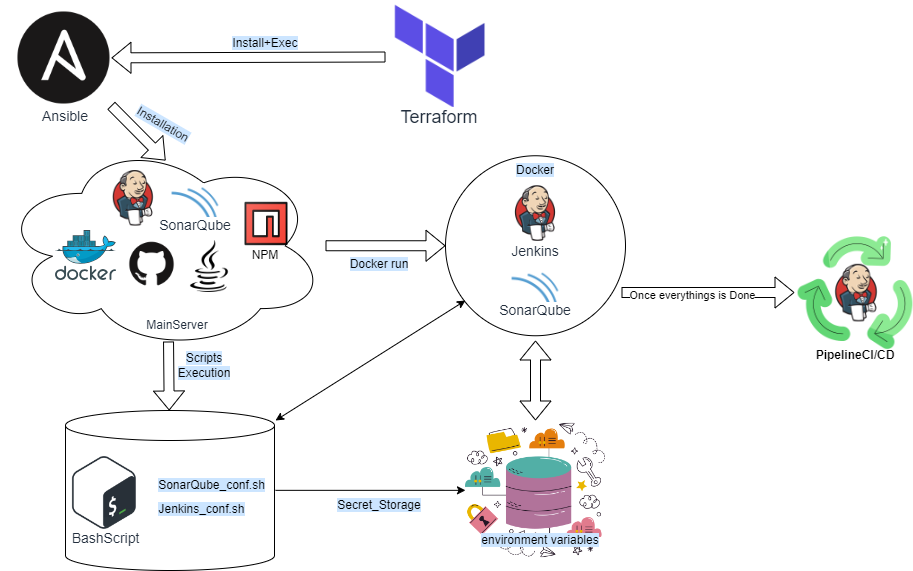 Install+Exec
Ansible
Terraform
Installation
SonarQube
NPM
docker
MainServer
Docker
Jenkins
SonarQube
Docker run
Once everythings is Done
PipelineCI/CD
Scripts
Execution
SonarQube_conf.sh
Jenkins_conf.sh
$_
BashScript
Secret_Storage
environment variables